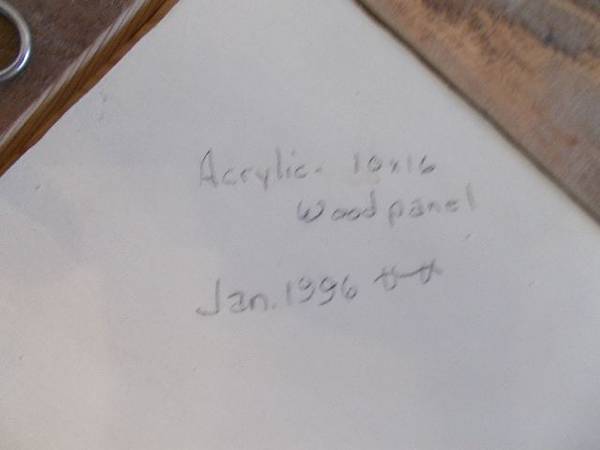 Acrylic- 10x16
Wood panel
Jan. 1996